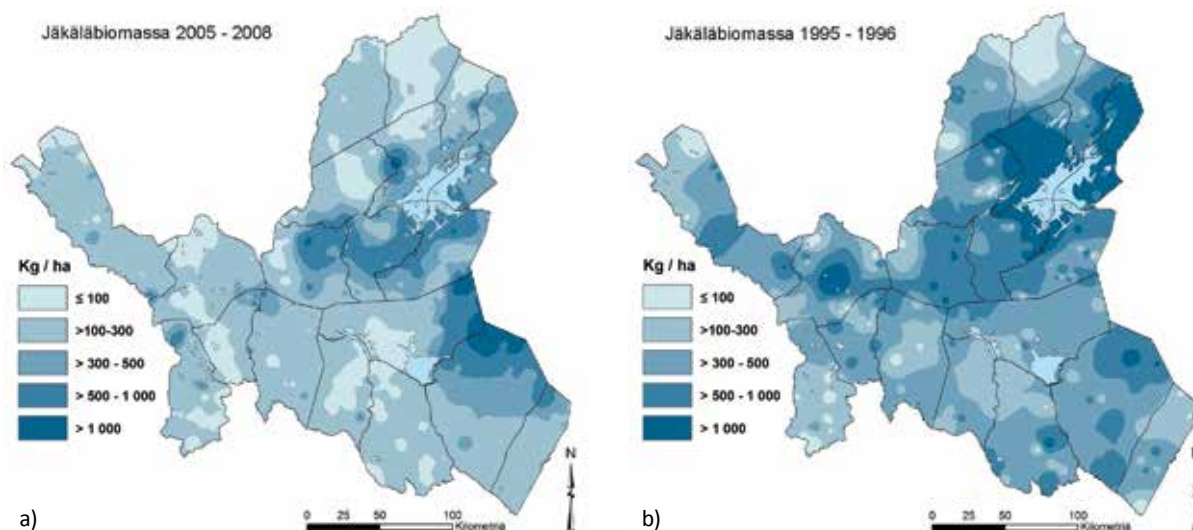 Jäkäläbiomassa 2005 - 2008
Kg / ha
≤ 100
>100-300
> 300 - 500
> 500 - 1 000
> 1 000
N
0 25 50 100
Kilometriä
a)
Jäkäläbiomassa 1995 - 1996
Kg / ha
≤ 100
>100-300
> 300 - 500
> 500 - 1 000
> 1 000
0 25 50 100
Kilometriä
b)